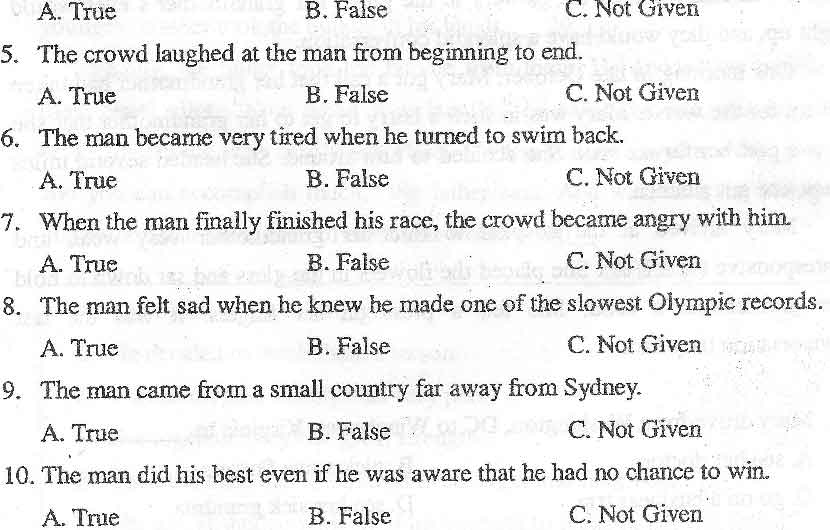 A. True B. False C. Not Given
5. The crowd laughed at the man from beginning to end.
A. True B. False C. Not Given
6. The man became very tired when he turned to swim back.
A. True B. False C. Not Given
7. When the man finally finished his race, the crowd became angry with him.
A. True B. False C. Not Given
8. The man felt sad when he knew he made one of the slowest Olympic records.
A. True B. False C. Not Given
9. The man came from a small country far away from Sydney.
A. True B. False C. Not Given
10. The man did his best even if he was aware that he had no chance to win.
A. True B. False C. Not Given